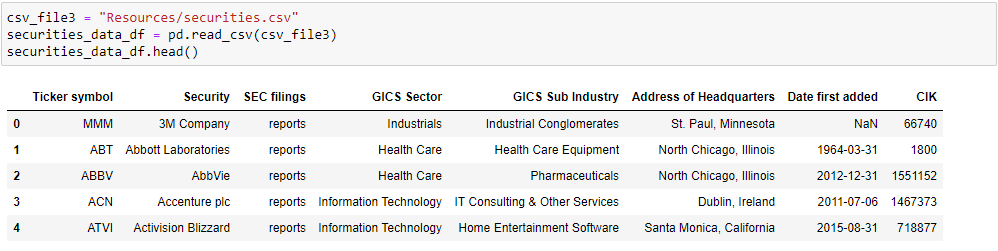 csv_file3 = "Resources/securities.csv"
securities_data_df = pd.read_csv(csv_file3)
securities_data_df.head()
Ticker symbol Security SEC filings GICS Sector GICS Sub Industry Address of Headquarters Date first added CIK
0 MMM 3M Company reports Industrials Industrial Conglomerates St. Paul, Minnesota NaN 66740
1 ABT Abbott Laboratories reports Health Care Health Care Equipment North Chicago, Illinois 1964-03-31 1800
2 ABBV AbbVie reports Health Care Pharmaceuticals North Chicago, Illinois 2012-12-31 1551152
3 ACN Accenture plc reports Information Technology IT Consulting & Other Services Dublin, Ireland 2011-07-06 1467373
4 ATVI Activision Blizzard reports Information Technology Home Entertainment Software Santa Monica, California 2015-08-31 718877